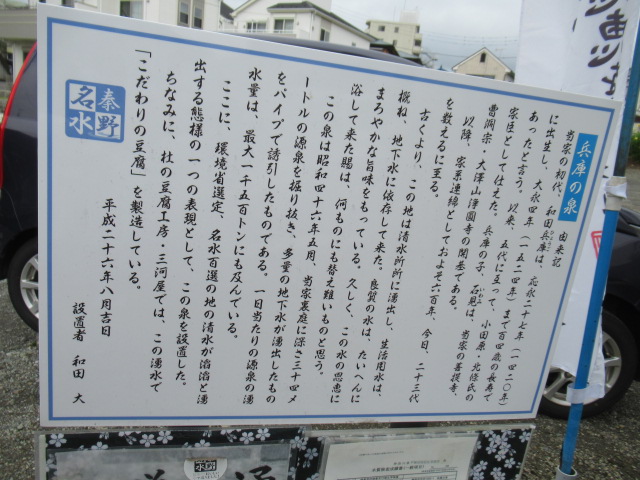 兵庫の泉
由来記
当家の初代、和田兵庫は、応永二十七年（一四二〇年）
に出生し、大永四年（一五二四年）まで百四歳の長寿で
あったと言う。以来、五代に亘って、小田原・北條氏の
家臣として仕えた。兵庫の子、石見は、当家の菩提寺、
曹洞宗・大澤山淨圓寺の開基である。
以降、家系連綿としておよそ六百年、今日、二十三代
を数えるに至る。
古くより、この地は清水所所に湧出し、生活用水は、
概ね、地下水に依存して来た。良質の水は、たいへんに
まろやかな旨味をもっている。久しく、この水の恩恵に
浴して来た賜は、何ものにも替え難いものと思う。
この泉は昭和四十六年五月、当家裏庭に深さ三十四メ
ートルの源泉を掘り抜き、多量の地下水が湧出したもの
をパイプで誘引したものである。一日当たりの源泉の湧
水量は、最大一千五百トンにも及んでいる。
ここに、環境省選定、名水百選の地の清水が滔滔と湧
出する態様の一つの表現として、この泉を設置した。
ちなみに、杜の豆腐工房・三河屋では、この湧水で
「こだわりの豆腐」を製造している。
平成二十六年八月吉日
設置者 和田 大
秦野
名水